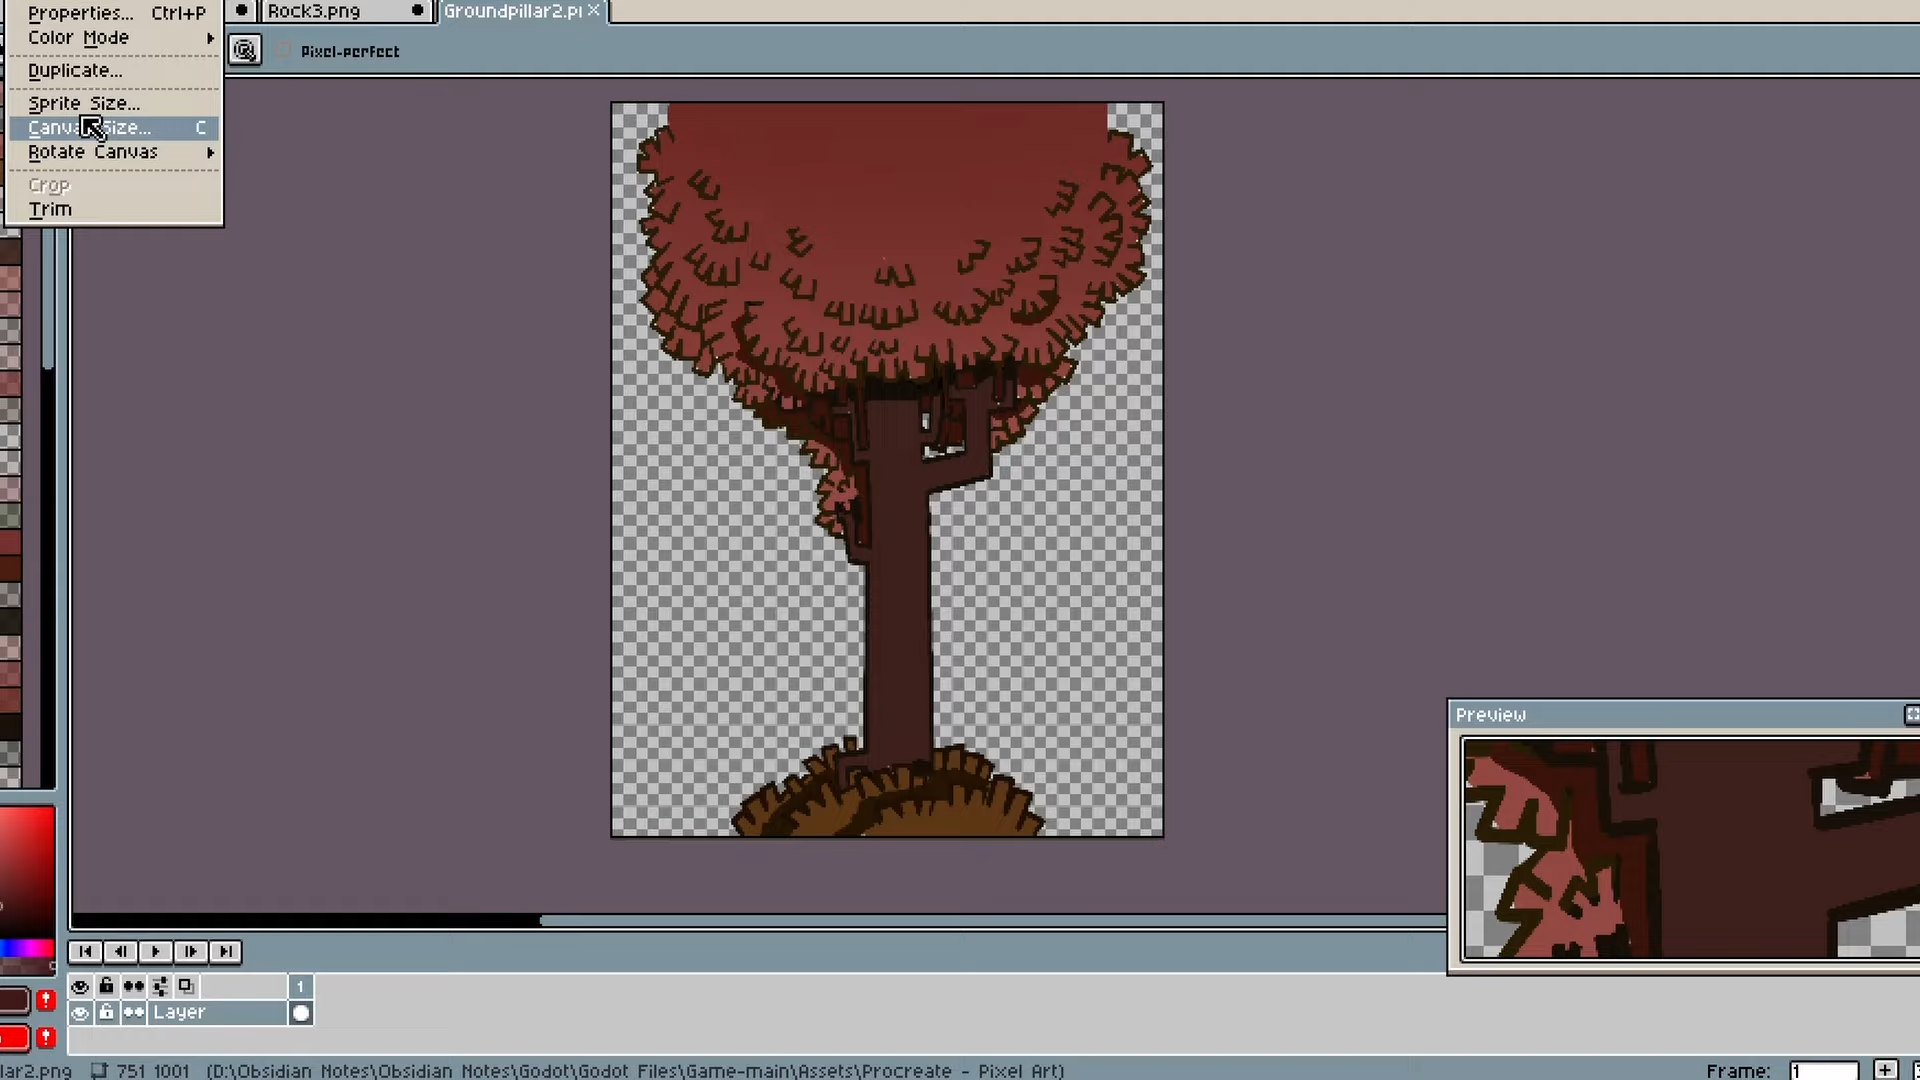 Properties... Ctrl+P
Rock3.png
Groundpillar2.pn
Color Mode
Pixel-perfect
Duplicate...
Sprite Size...
Canvas Size... C
Rotate Canvas
Crop
Trim
Preview
1
Layer
lar2.png 751 1001 (D:\Obsidian Notes\Obsidian Notes\Godot\Godot Files\Game-main\Assets\Procreate - Pixel Art)
Frame: 1